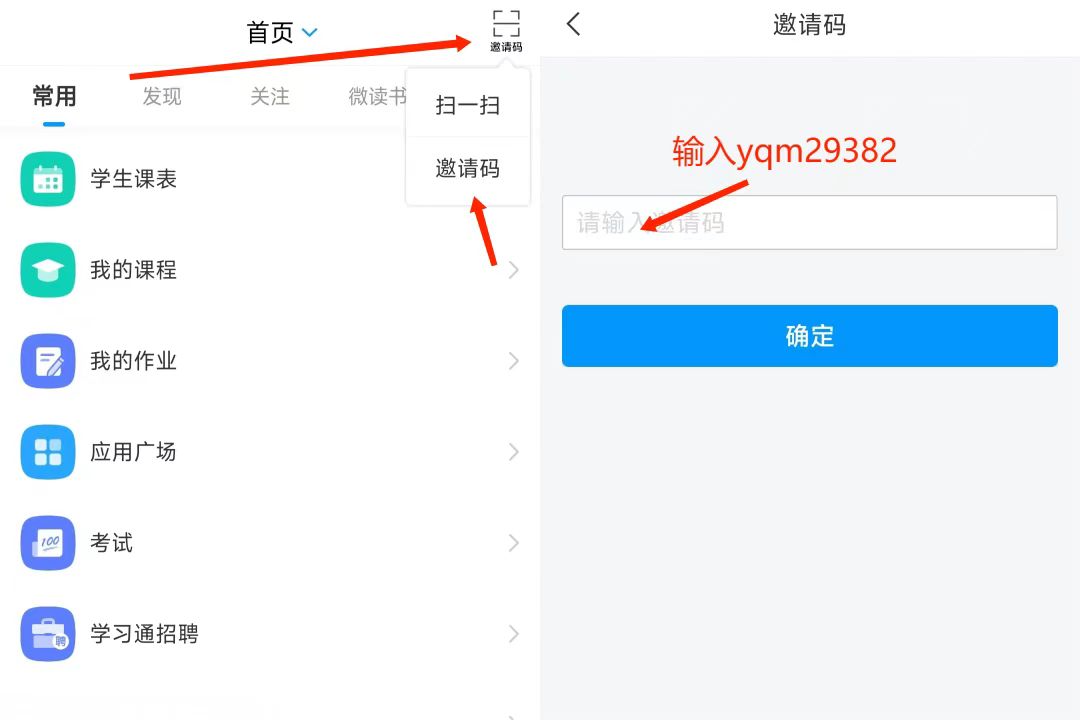 首页
邀请码
常用
发现
关注
微读书
扫一扫
邀请码
学生课表
我的课程
我的作业
应用广场
100
考试
聘
学习通招聘
邀请码
输入yqm29382
请输入邀请码
确定